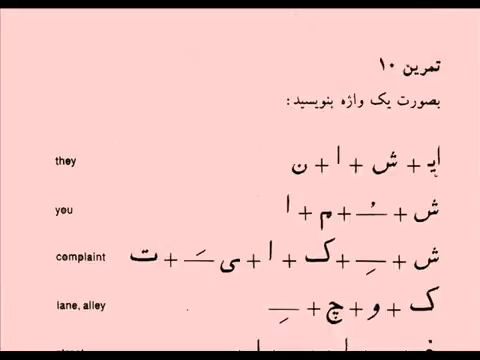 تمرین ۱۰
بصورت یک واژه بنویسید:
they ایـ + ش + ا + ن
you ش + ـُـ + م + ا
complaint ش + ـِـ + ک + ا + ی + ـَـ + ت
lane, alley ک + و + چ + ـِـ